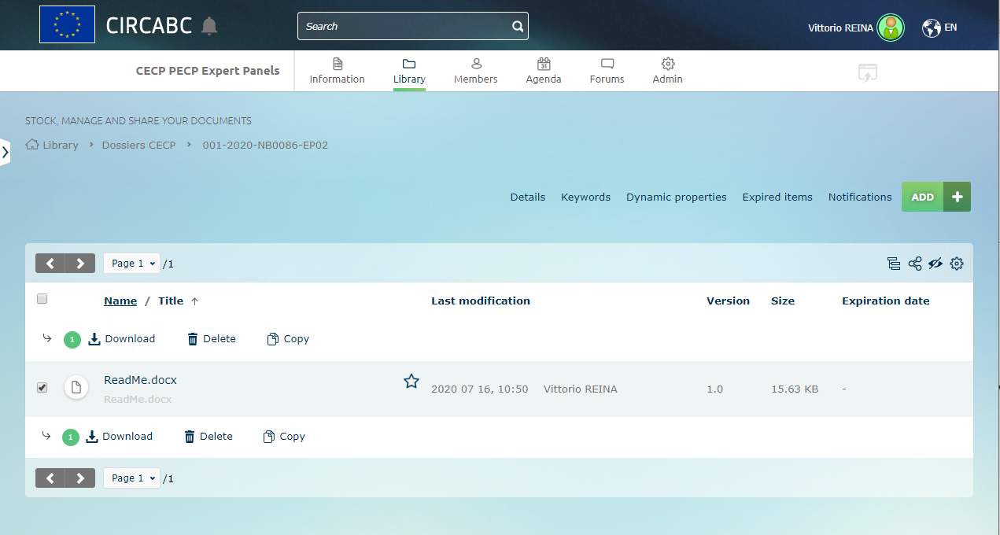 CIRCABC
Search
Vittorio REINA
EN
CECP PECP Expert Panels
Information
Library
Members
31
Agenda
Forums
Admin
STOCK, MANAGE AND SHARE YOUR DOCUMENTS
Library › Dossiers CECP › 001-2020-NB0086-EP02
Details Keywords Dynamic properties Expired items Notifications ADD +
Page 1 /1
Name / Title ↑ Last modification Version Size Expiration date
1 Download Delete Copy
ReadMe.docx
ReadMe.docx
2020 07 16, 10:50 Vittorio REINA 1.0 15.63 KB -
1 Download Delete Copy
Page 1 /1